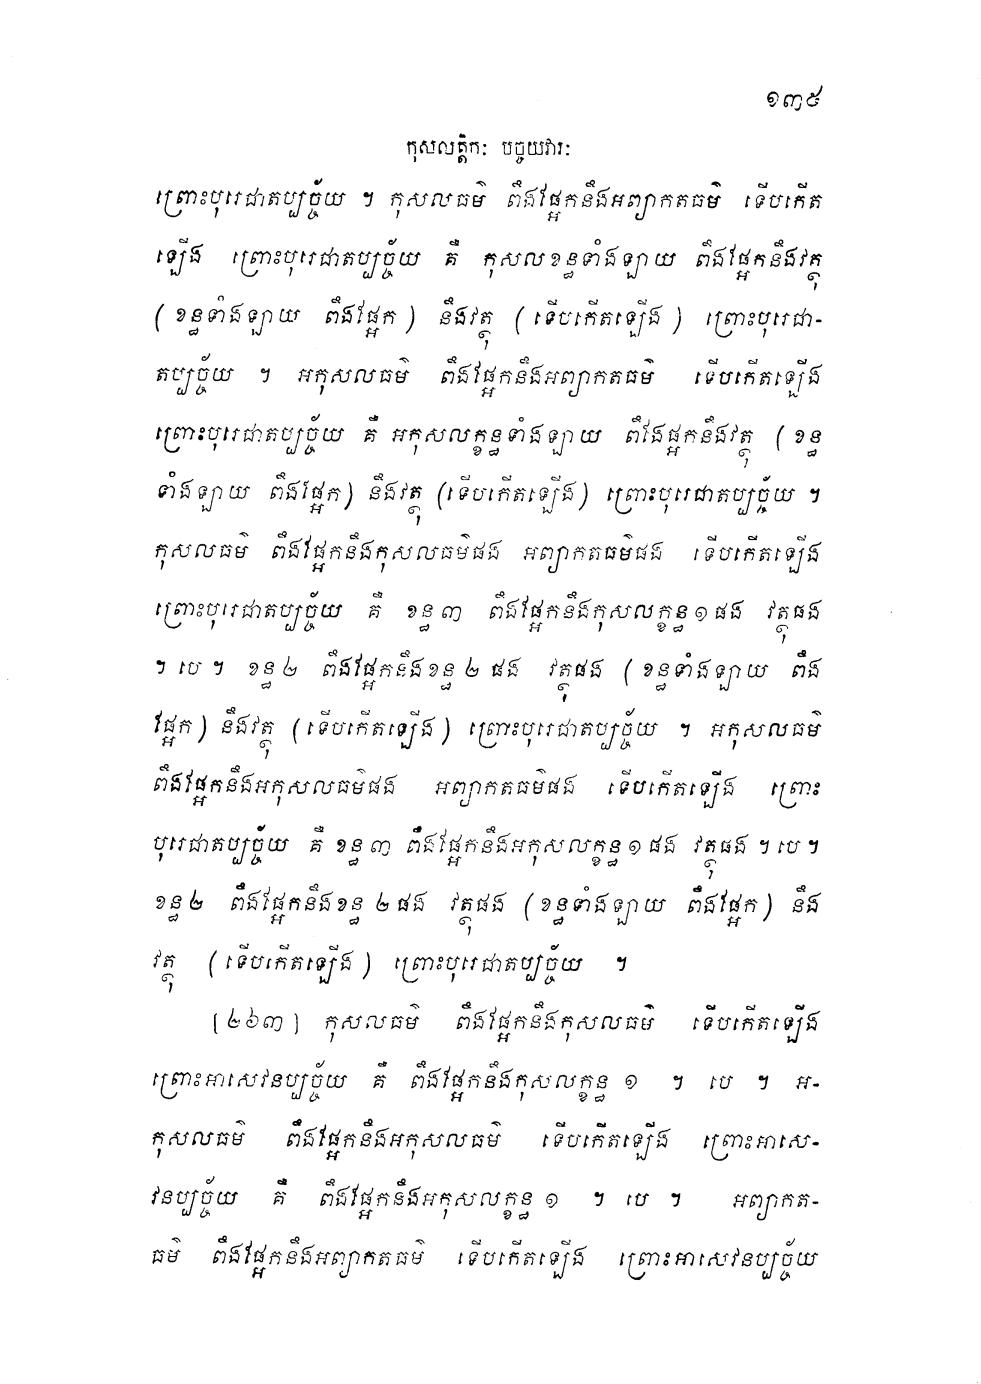 ១៣៥
កុសលត្តិកៈ បច្ចយវារៈ
ព្រោះបុរេជាតប្បច្ច័យ ។ កុសលធម៌ ពឹងផ្អែកនឹងអព្យាកតធម៌ ទើបកើត
ឡើង ព្រោះបុរេជាតប្បច្ច័យ គឺ កុសលខន្ធទាំងឡាយ ពឹងផ្អែកនឹងវត្ថុ
(ខន្ធទាំងឡាយ ពឹងផ្អែក) នឹងវត្ថុ (ទើបកើតឡើង) ព្រោះបុរេជា-
តប្បច្ច័យ ។ អកុសលធម៌ ពឹងផ្អែកនឹងអព្យាកតធម៌ ទើបកើតឡើង
ព្រោះបុរេជាតប្បច្ច័យ គឺ អកុសលក្ខន្ធទាំងឡាយ ពឹងផ្អែកនឹងវត្ថុ (ខន្ធ
ទាំងឡាយ ពឹងផ្អែក) នឹងវត្ថុ (ទើបកើតឡើង) ព្រោះបុរេជាតប្បច្ច័យ ។
កុសលធម៌ ពឹងផ្អែកនឹងកុសលធម៌ផង អព្យាកតធម៌ផង ទើបកើតឡើង
ព្រោះបុរេជាតប្បច្ច័យ គឺ ខន្ធ ៣ ពឹងផ្អែកនឹងកុសលក្ខន្ធ ១ ផង វត្ថុផង
។ បេ ។ ខន្ធ ២ ពឹងផ្អែកនឹងខន្ធ ២ ផង វត្ថុផង (ខន្ធទាំងឡាយ ពឹង
ផ្អែក) នឹងវត្ថុ (ទើបកើតឡើង) ព្រោះបុរេជាតប្បច្ច័យ ។ អកុសលធម៌
ពឹងផ្អែកនឹងអកុសលធម៌ផង អព្យាកតធម៌ផង ទើបកើតឡើង ព្រោះ
បុរេជាតប្បច្ច័យ គឺ ខន្ធ ៣ ពឹងផ្អែកនឹងអកុសលក្ខន្ធ ១ ផង វត្ថុផង ។ បេ ។
ខន្ធ ២ ពឹងផ្អែកនឹងខន្ធ ២ ផង វត្ថុផង (ខន្ធទាំងឡាយ ពឹងផ្អែក) នឹង
វត្ថុ (ទើបកើតឡើង) ព្រោះបុរេជាតប្បច្ច័យ ។
[២៦៣] កុសលធម៌ ពឹងផ្អែកនឹងកុសលធម៌ ទើបកើតឡើង
ព្រោះអាសេវនប្បច្ច័យ គឺ ពឹងផ្អែកនឹងកុសលក្ខន្ធ ១ ។ បេ ។ អ-
កុសលធម៌ ពឹងផ្អែកនឹងអកុសលធម៌ ទើបកើតឡើង ព្រោះអាសេ-
វនប្បច្ច័យ គឺ ពឹងផ្អែកនឹងអកុសលក្ខន្ធ ១ ។ បេ ។ អព្យាកត-
ធម៌ ពឹងផ្អែកនឹងអព្យាកតធម៌ ទើបកើតឡើង ព្រោះអាសេវនប្បច្ច័យ